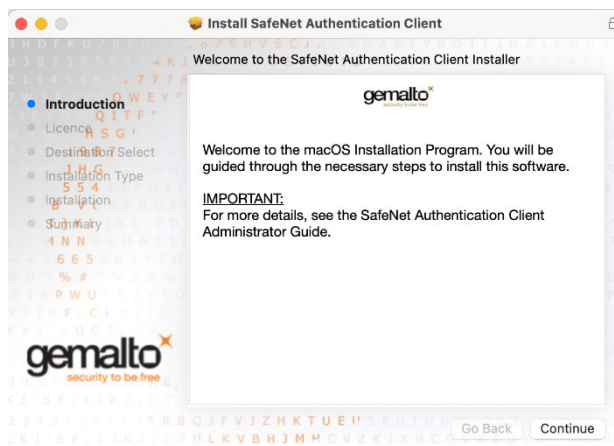 Install SafeNet Authentication Client
Welcome to the SafeNet Authentication Client Installer
Introduction
Licence
Destination Select
Installation Type
Installation
Summary
gemalto
security to be free
Welcome to the macOS Installation Program. You will be
guided through the necessary steps to install this software.
IMPORTANT:
For more details, see the SafeNet Authentication Client
Administrator Guide.
gemalto
security to be free
Go Back
Continue